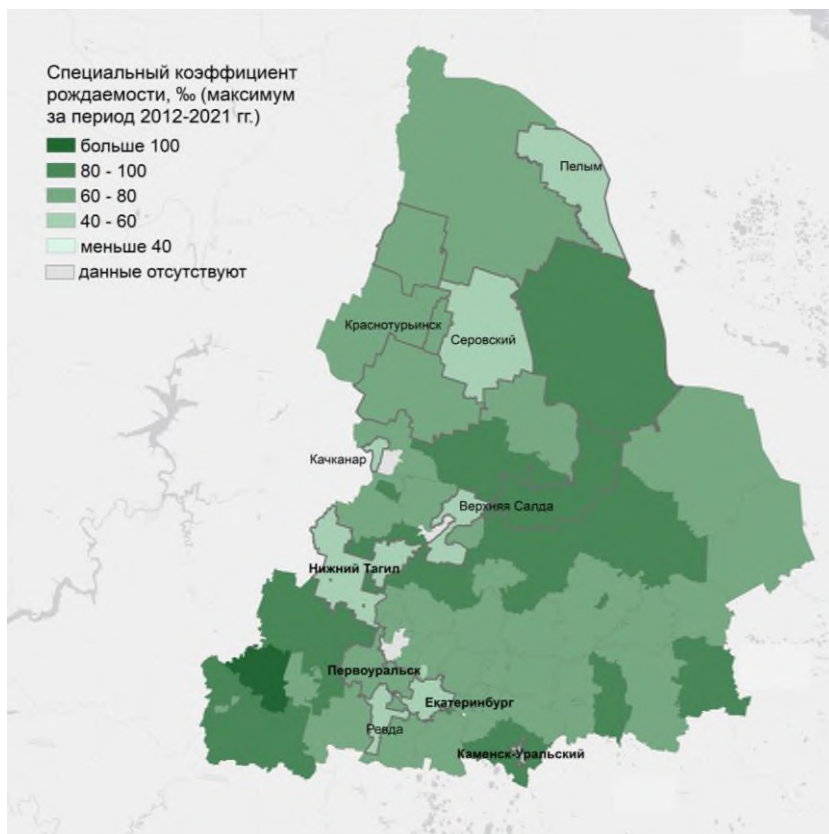 Специальный коэффициент
рождаемости, ‰ (максимум
за период 2012-2021 гг.)
больше 100
80 - 100
60 - 80
40 - 60
меньше 40
данные отсутствуют
Пелым
Краснотурьинск
Серовский
Качканар
Верхняя Салда
Нижний Тагил
Первоуральск
Екатеринбург
Ревда
Каменск-Уральский